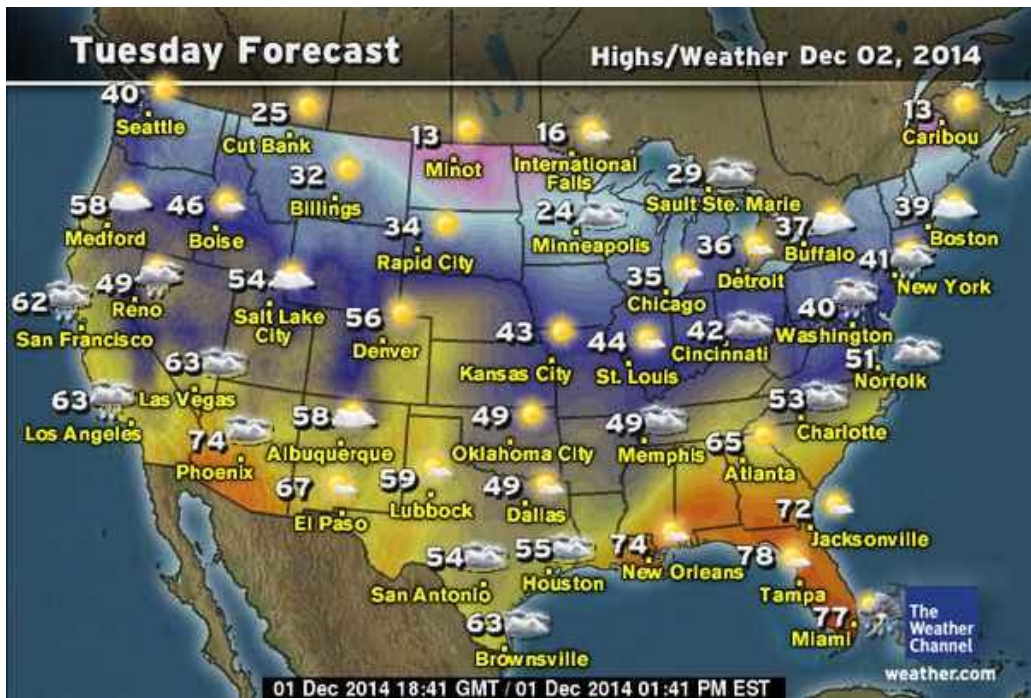 Tuesday Forecast
Highs/Weather Dec 02, 2014
40
Seattle
25
Cut Bank
13
Minot
16
International
Falls
13
Caribou
32
Billings
29
Sault Ste. Marie
58
Medford
46
Boise
34
Rapid City
24
Minneapolis
37
Buffalo
39
Boston
36
Detroit
35
Chicago
41
New York
62
San Francisco
49
Reno
54
Salt Lake
City
56
Denver
43
Kansas City
44
St. Louis
42
Cincinnati
40
Washington
51
Norfolk
63
Las Vegas
63
Los Angeles
74
Phoenix
58
Albuquerque
49
Oklahoma City
49
Memphis
53
Charlotte
65
Atlanta
67
El Paso
59
Lubbock
49
Dallas
72
Jacksonville
54
San Antonio
55
Houston
74
New Orleans
78
Tampa
63
Brownsville
77
Miami
The
Weather
Channel
weather.com
01 Dec 2014 18:41 GMT / 01 Dec 2014 01:41 PM EST